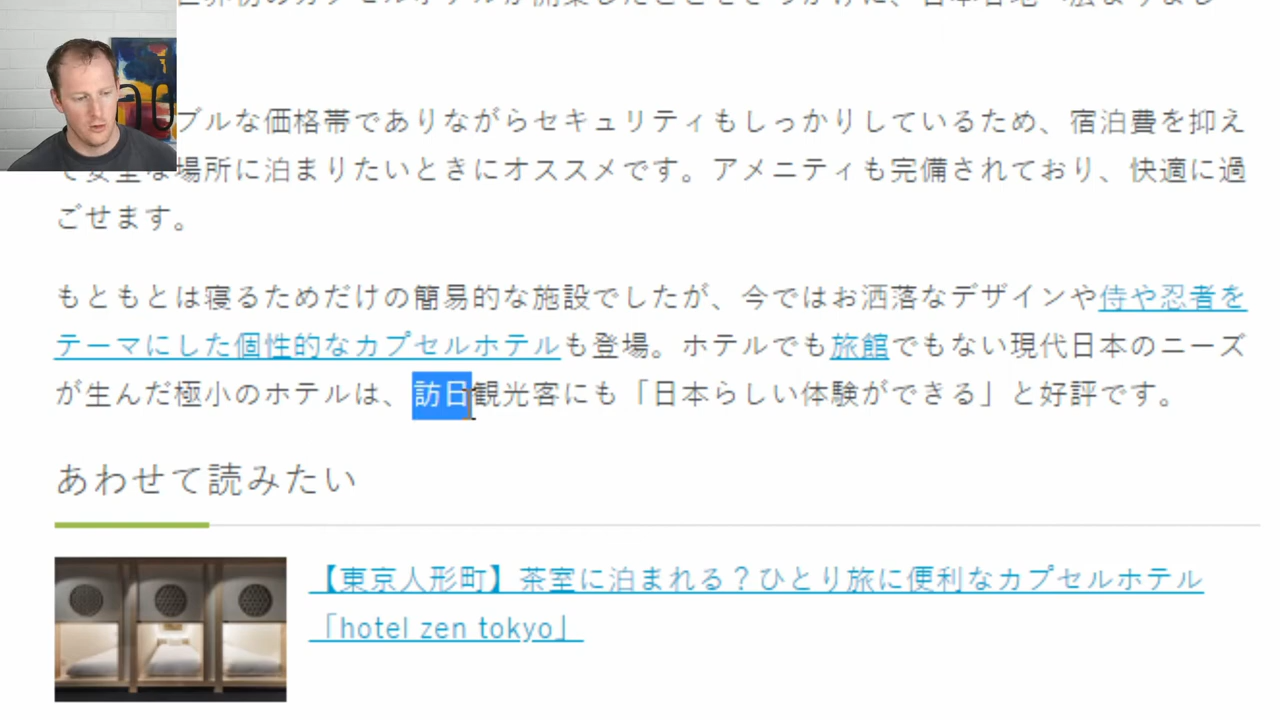 ブルな価格帯でありながらセキュリティもしっかりしているため、宿泊費を抑え
場所に泊まりたいときにオススメです。アメニティも完備されており、快適に過
ごせます。
もともとは寝るためだけの簡易的な施設でしたが、今ではお洒落なデザインや侍や忍者を
テーマにした個性的なカプセルホテルも登場。ホテルでも旅館でもない現代日本のニーズ
が生んだ極小のホテルは、訪日観光客にも「日本らしい体験ができる」と好評です。
あわせて読みたい
【東京人形町】茶室に泊まれる？ひとり旅に便利なカプセルホテル
「hotel zen tokyo」